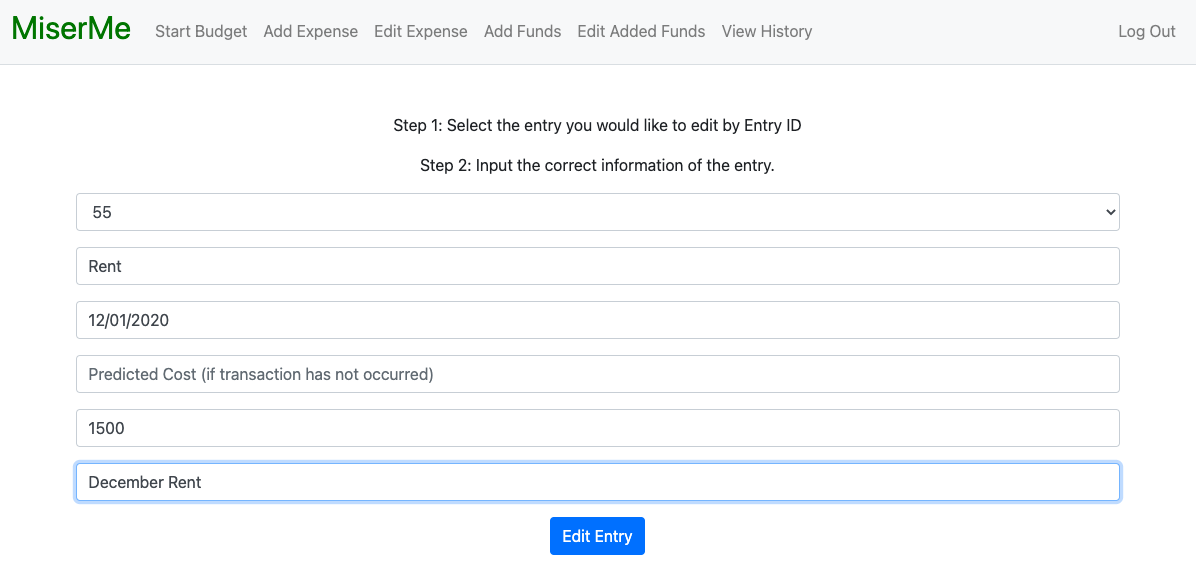 MiserMe Start Budget Add Expense Edit Expense Add Funds Edit Added Funds View History Log Out
Step 1: Select the entry you would like to edit by Entry ID
Step 2: Input the correct information of the entry.
55
Rent
12/01/2020
Predicted Cost (if transaction has not occurred)
1500
December Rent
Edit Entry